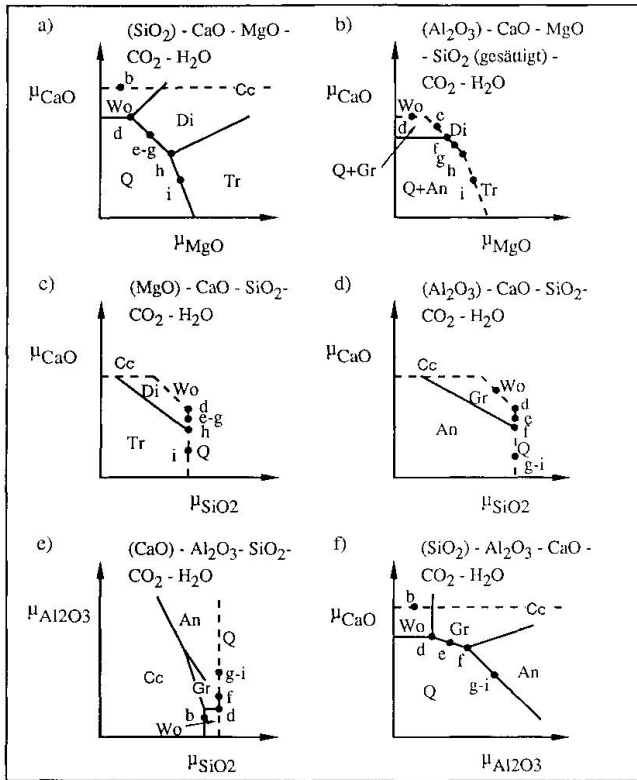 a)
(SiO2) - CaO - MgO -
CO2 - H2O
μCaO
b
Cc
Wo
d
Di
e-g
h
Q
i
Tr
μMgO
b)
(Al2O3) - CaO - MgO
- SiO2 (gesättigt) -
CO2 - H2O
μCaO
Wo
e
d
Di
f
g
h
Q+Gr
i
Tr
Q+An
μMgO
c)
(MgO) - CaO - SiO2-
CO2 - H2O
μCaO
Cc
Di
Wo
d
e-g
h
Tr
i
Q
μSiO2
d)
(Al2O3) - CaO - SiO2-
CO2 - H2O
μCaO
Cc
Wo
Gr
d
e
f
An
Q
g-i
μSiO2
e)
(CaO) - Al2O3- SiO2-
CO2 - H2O
μAl2O3
An
Q
Cc
g-i
Gr
f
b
d
Wo
μSiO2
f)
(SiO2) - Al2O3 - CaO -
CO2 - H2O
μCaO
b
Cc
Wo
Gr
d
e
f
An
Q
g-i
μAl2O3